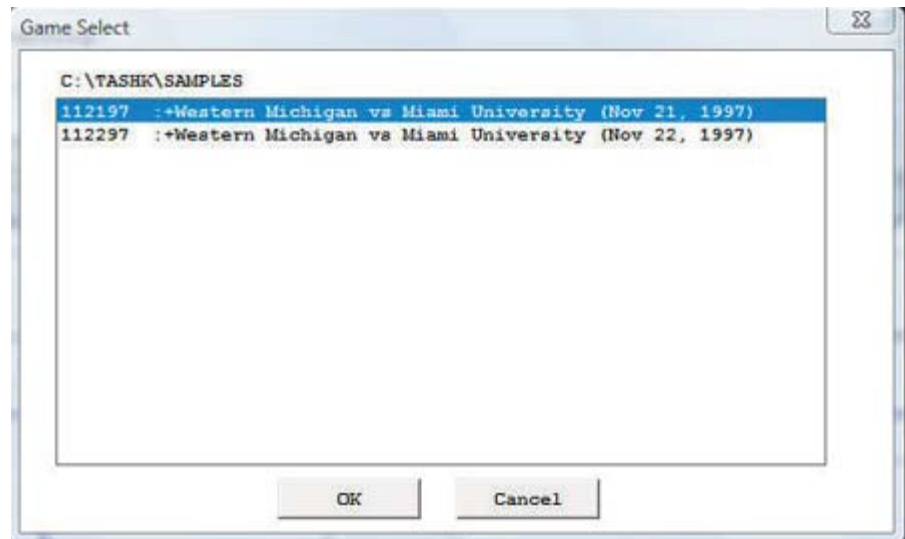 Game Select
C:\TASHK\SAMPLES
112197 :+Western Michigan vs Miami University (Nov 21, 1997)
112297 :+Western Michigan vs Miami University (Nov 22, 1997)
OK Cancel